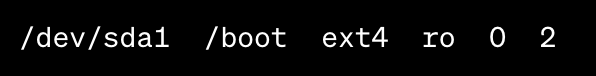 /dev/sda1 /boot ext4 ro 0 2